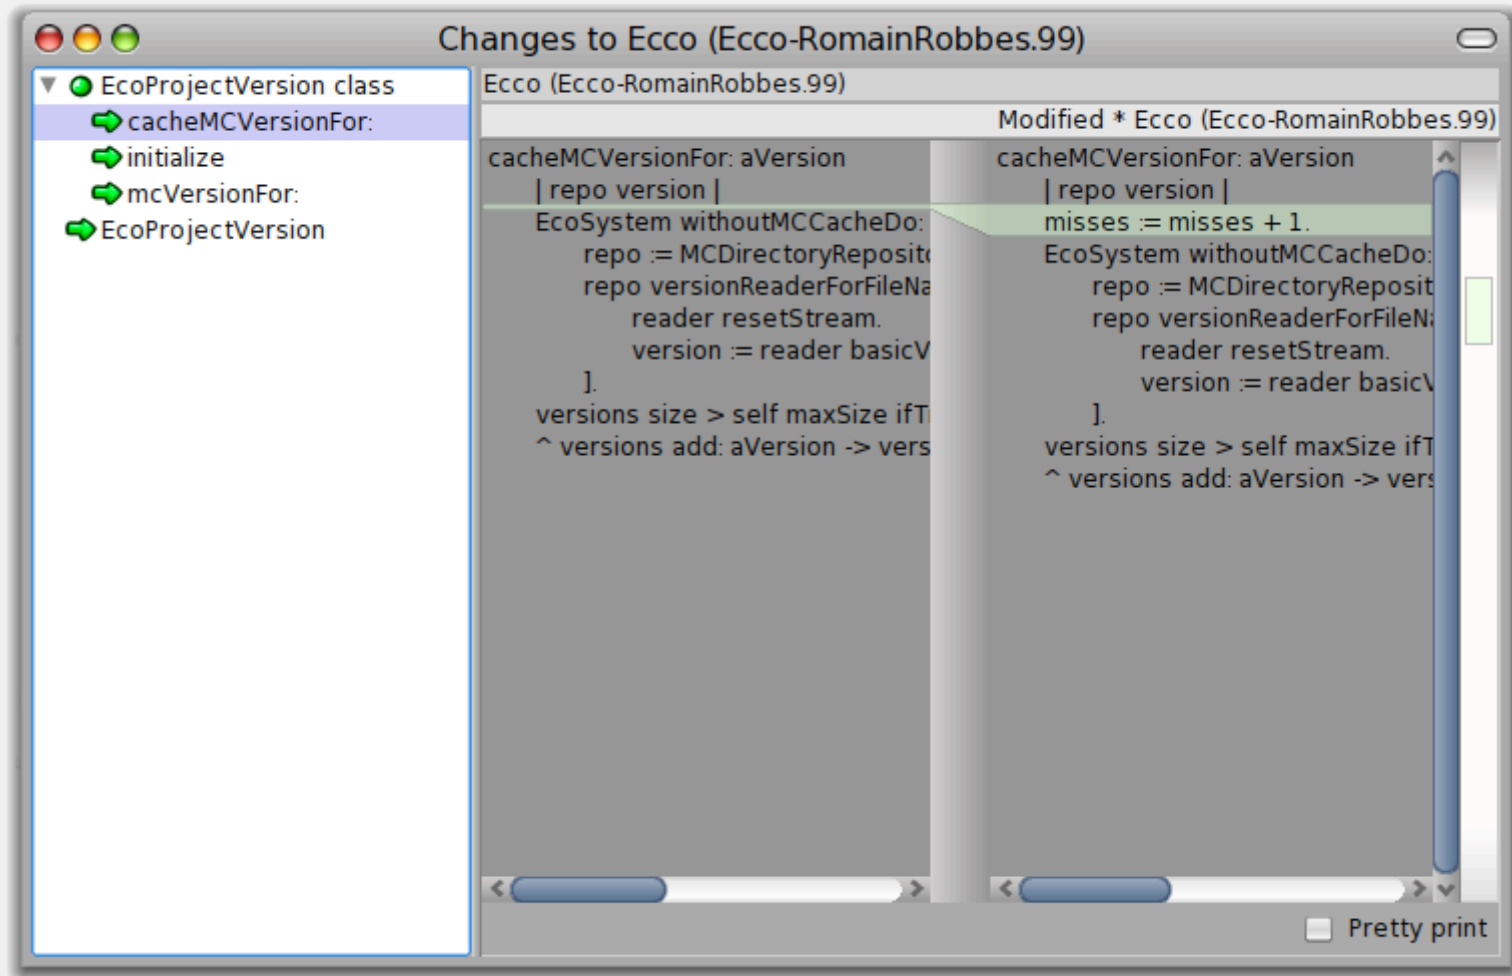 Changes to Ecco (Ecco-RomainRobbes.99)
EcoProjectVersion class
cacheMCVersionFor:
initialize
mcVersionFor:
EcoProjectVersion
Ecco (Ecco-RomainRobbes.99)
Modified * Ecco (Ecco-RomainRobbes.99)
cacheMCVersionFor: aVersion
| repo version |
EcoSystem withoutMCCacheDo:
repo := MCDirectoryReposito
repo versionReaderForFileNa
reader resetStream.
version := reader basicV
].
versions size > self maxSize ifT
^ versions add: aVersion -> vers
cacheMCVersionFor: aVersion
| repo version |
misses := misses + 1.
EcoSystem withoutMCCacheDo:
repo := MCDirectoryReposit
repo versionReaderForFileNa
reader resetStream.
version := reader basicV
].
versions size > self maxSize ifT
^ versions add: aVersion -> vers
Pretty print